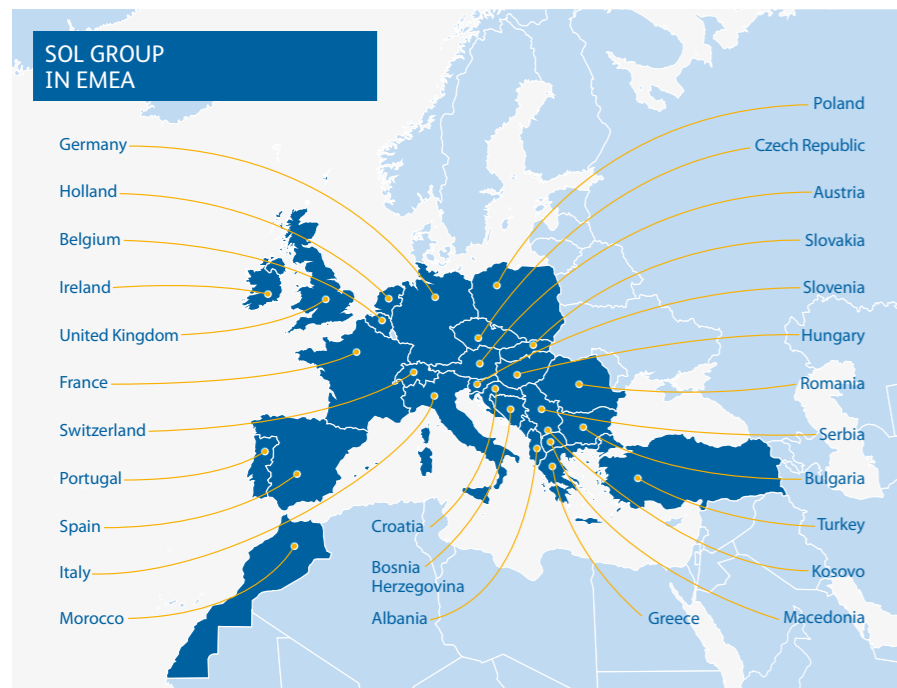 SOL GROUP
IN EMEA
Germany
Holland
Belgium
Ireland
United Kingdom
France
Switzerland
Portugal
Spain
Italy
Morocco
Croatia
Bosnia
Herzegovina
Albania
Greece
Poland
Czech Republic
Austria
Slovakia
Slovenia
Hungary
Romania
Serbia
Bulgaria
Turkey
Kosovo
Macedonia